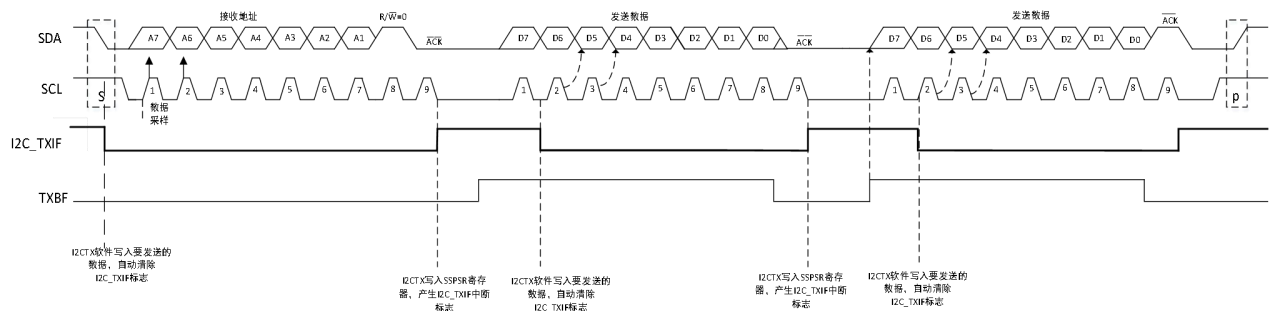 接收地址 R/W=0 发送数据 发送数据 ACK
SDA A7 A6 A5 A4 A3 A2 A1 ACK D7 D6 D5 D4 D3 D2 D1 D0 ACK D7 D6 D5 D4 D3 D2 D1 D0
SCL S 1 2 3 4 5 6 7 8 9 1 2 3 4 5 6 7 8 9 1 2 3 4 5 6 7 8 9 p
数据
采样
I2C_TXIF
TXBF
I2CTX软件写入要发送的
数据，自动清除
I2C_TXIF标志
I2CTX写入SSPSR寄存
器，产生I2C_TXIF中断
标志
I2CTX软件写入要发送的
数据，自动清除
I2C_TXIF标志
I2CTX写入SSPSR寄存
器，产生I2C_TXIF中断
标志
I2CTX软件写入要发送的
数据，自动清除
I2C_TXIF标志